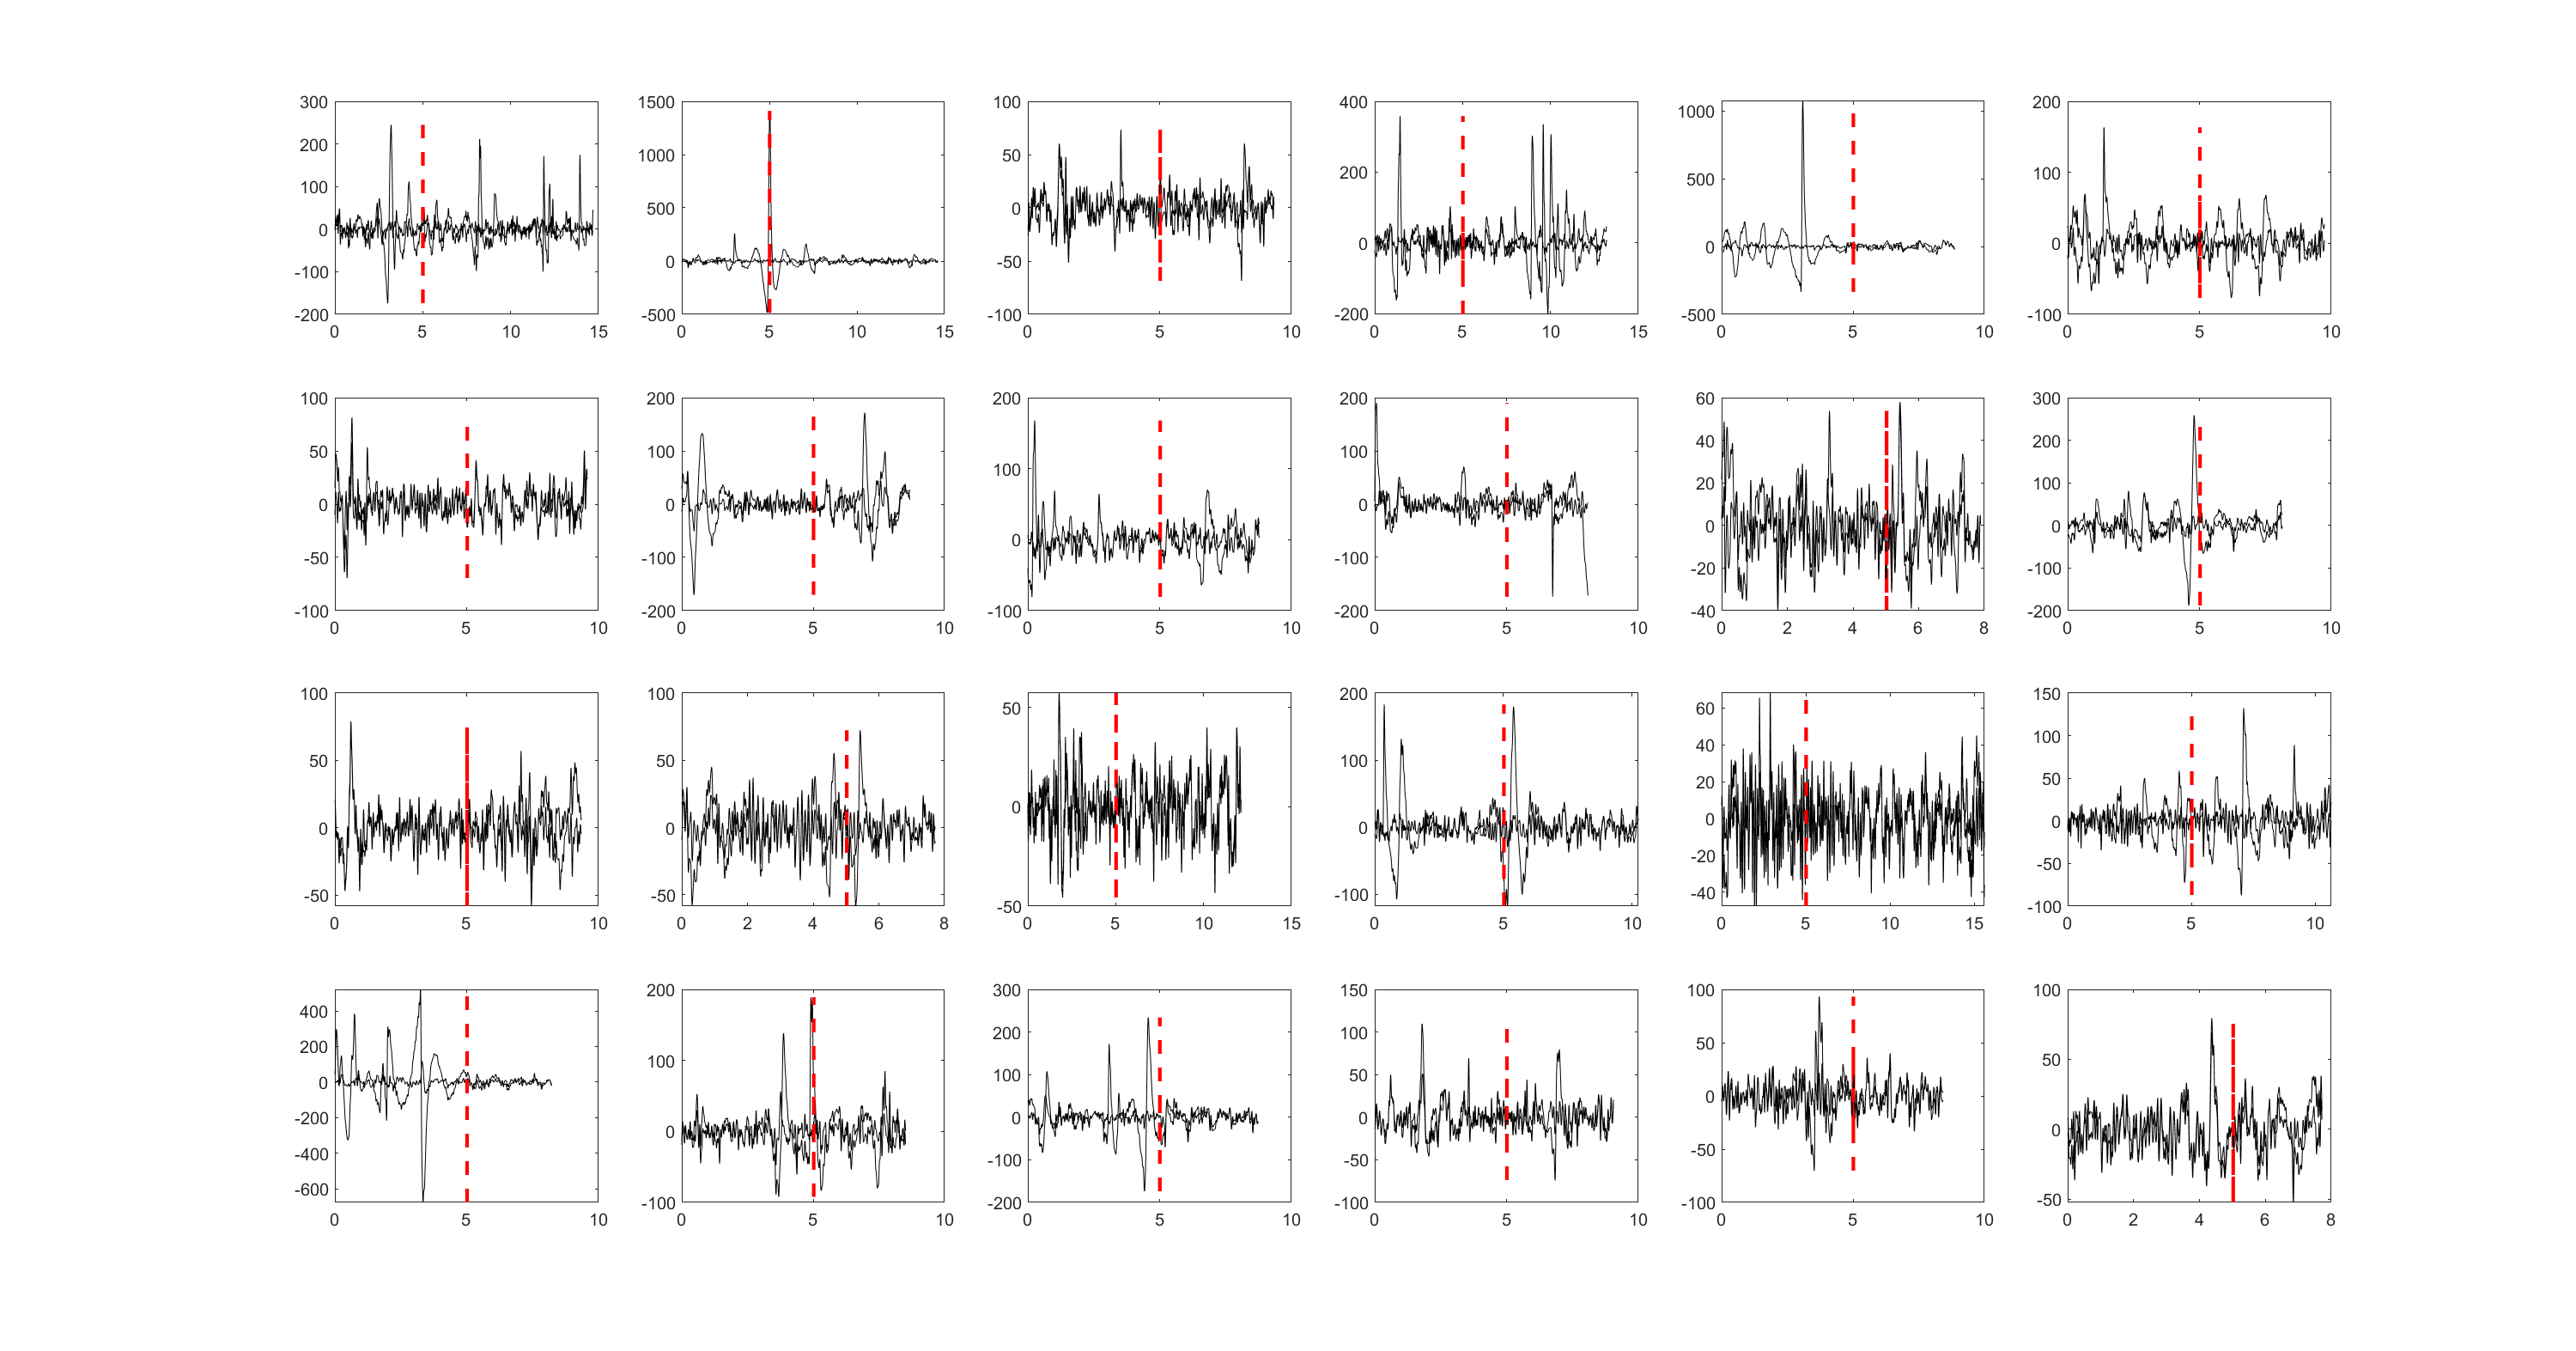 300 1500 100 400 1000 200
200 1000 50 200 500 100
100 500 0 0 0 0
0 0 -50 -200 -500 -100
-100 -500 -100
-200
0 5 10 15 0 5 10 15 0 5 10 0 5 10 15 0 5 10 0 5 10
100 200 200 200 60 300
50 100 100 100 40 200
0 0 0 0 20 100
-50 -100 -100 -100 0 0
-100 -200 -200 -20 -100
-40 -200
0 5 10 0 5 10 0 5 10 0 5 10 0 2 4 6 8 0 5 10
100 100 50 200 60 150
50 50 0 100 40 100
0 0 -50 0 20 50
-50 -50 -100 0 0
-20 -50
-40 -100
0 5 10 0 2 4 6 8 0 5 10 15 0 5 10 0 5 10 15 0 5 10
400 200 300 150 100 100
200 100 200 100 50 50
0 0 100 50 0 0
-200 -100 0 0 -50 -50
-400 -100 -50 -100
-600 -200 -100
0 5 10 0 5 10 0 5 10 0 5 10 0 5 10 0 2 4 6 8